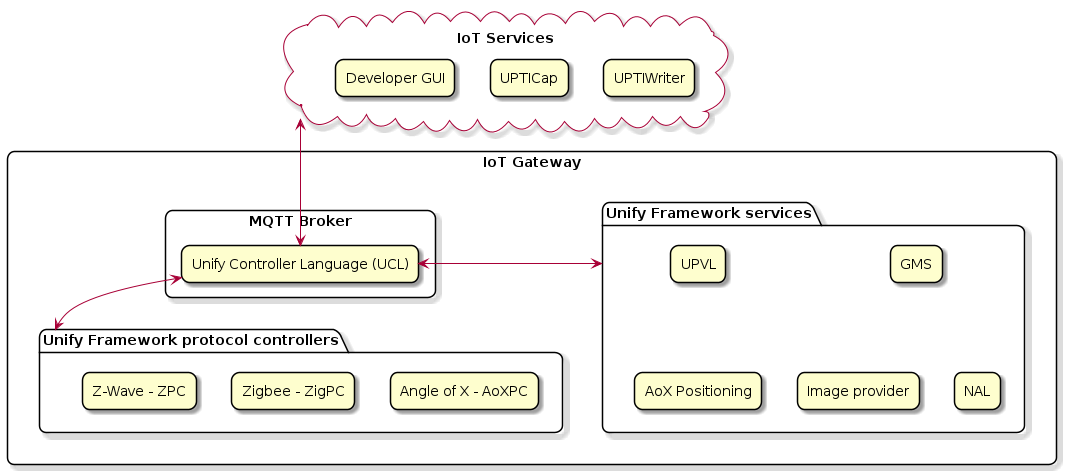 IoT Services
Developer GUI
UPTICap
UPTIWriter
IoT Gateway
MQTT Broker
Unify Controller Language (UCL)
Unify Framework services
UPVL
GMS
AoX Positioning
Image provider
NAL
Unify Framework protocol controllers
Z-Wave - ZPC
Zigbee - ZigPC
Angle of X - AoXPC